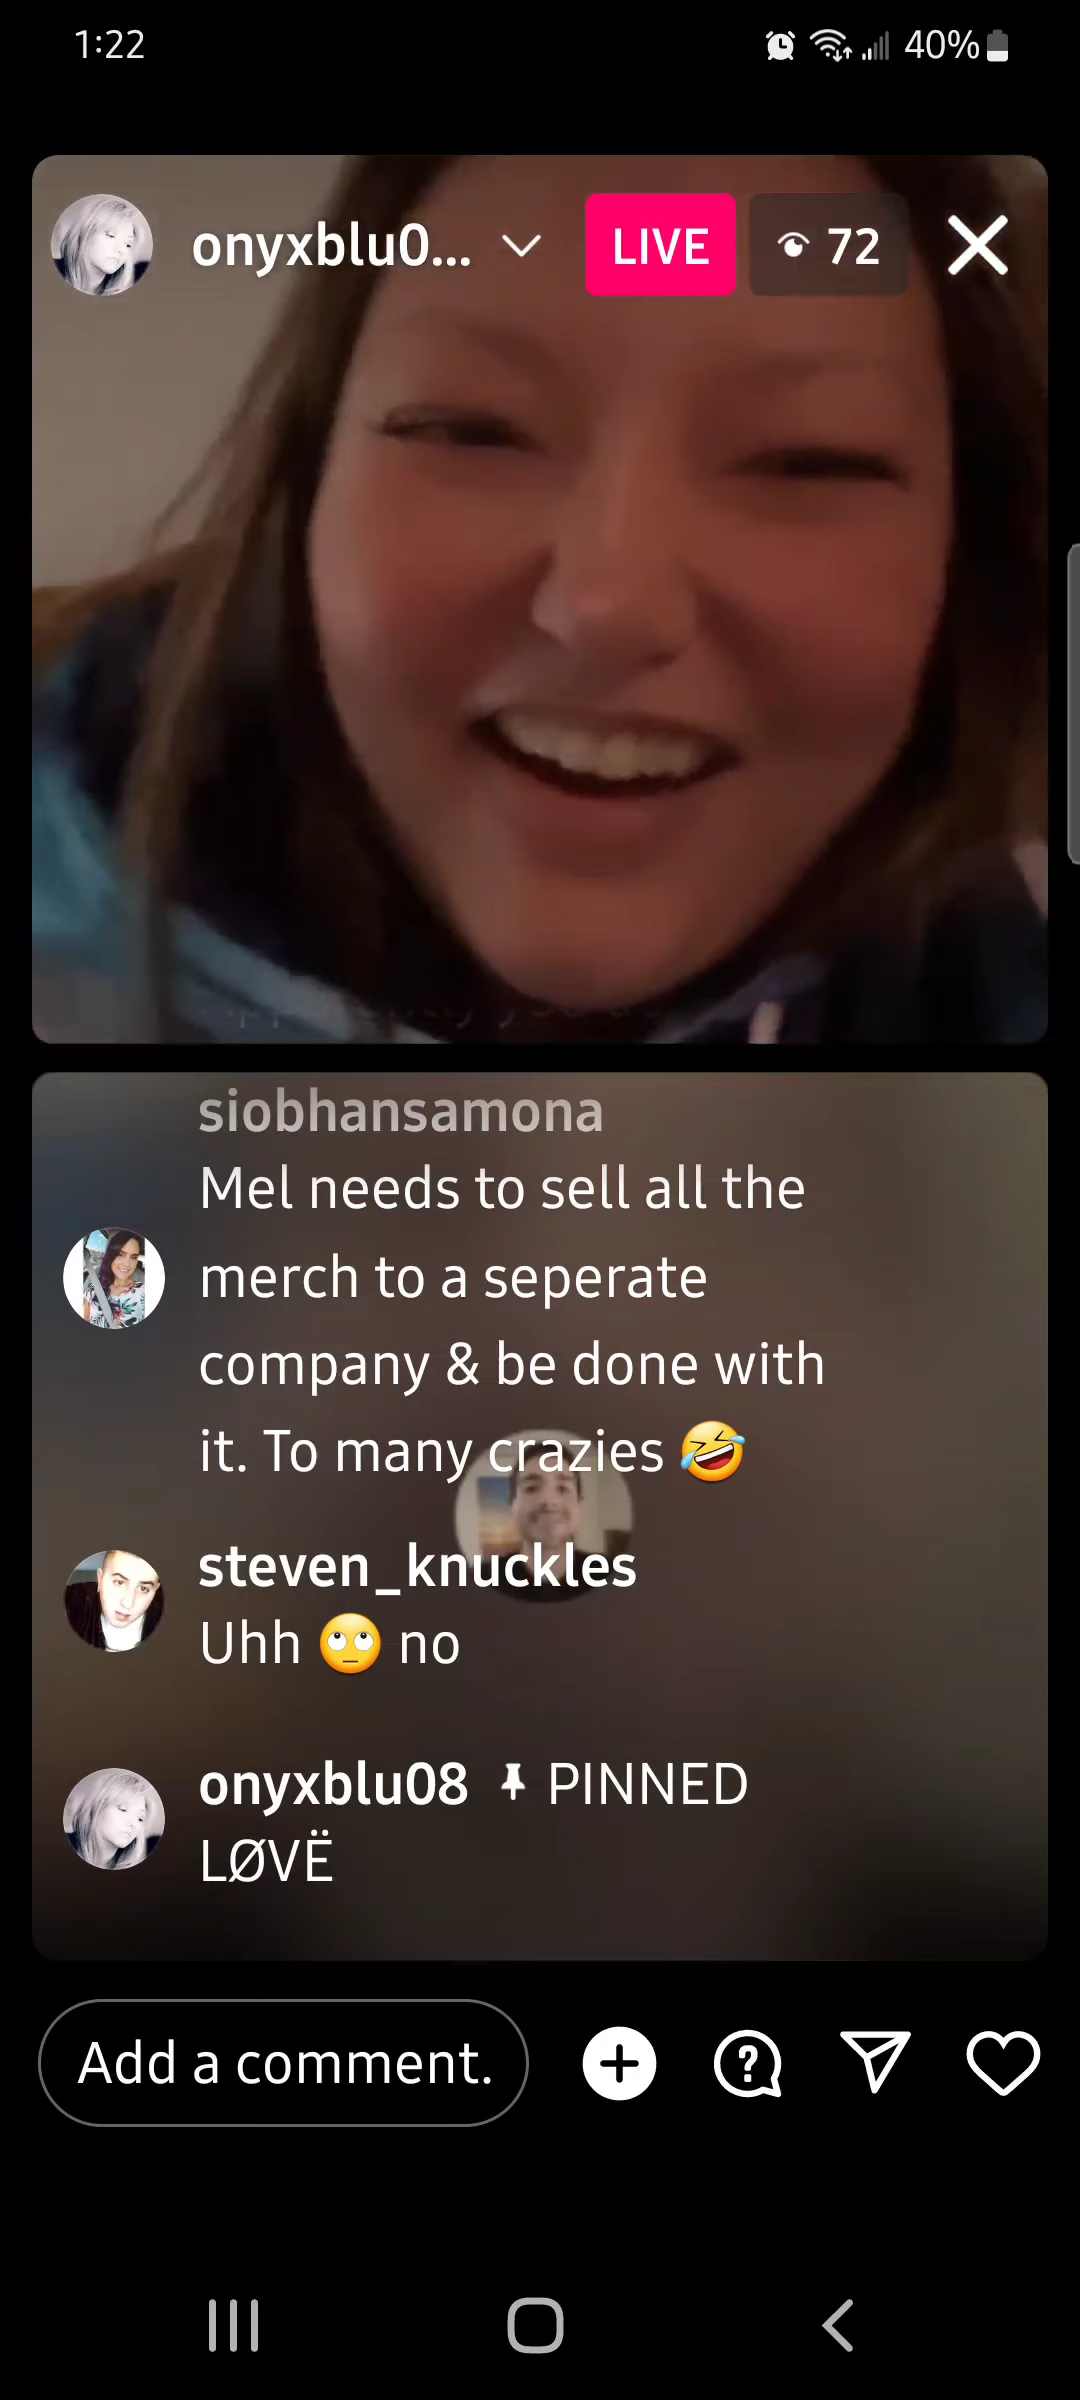 1:22
40%
onyxblu0...
LIVE
72
siobhansamona
Mel needs to sell all the
merch to a seperate
company & be done with
it. To many crazies 🤣
steven_knuckles
Uhh 🙄 no
onyxblu08 PINNED
LØVË
Add a comment.